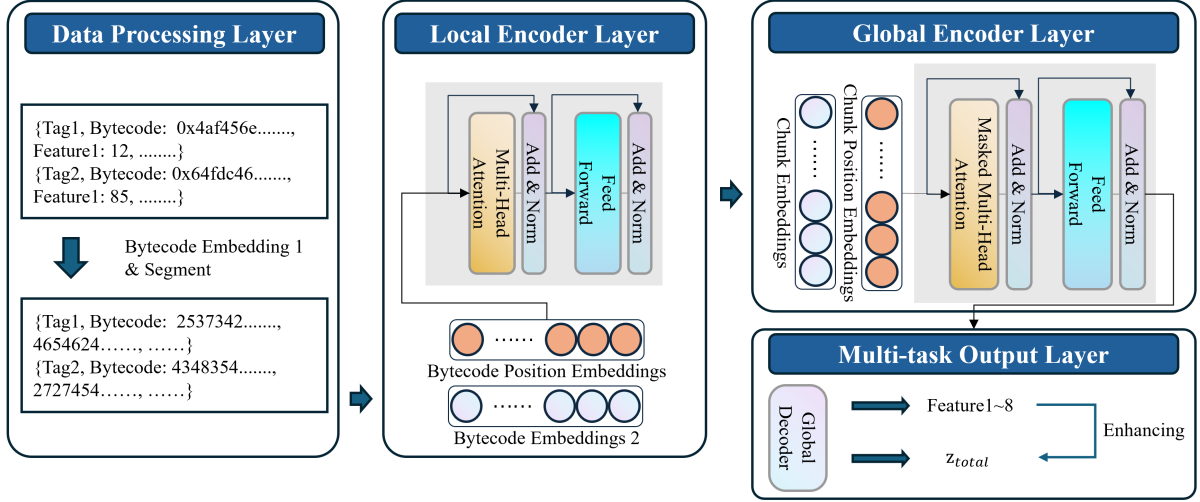 Data Processing Layer
{Tag1, Bytecode: 0x4af456e.......,
Feature1: 12, ........}
{Tag2, Bytecode: 0x64fdc46.......,
Feature1: 85, ........}
Bytecode Embedding 1
& Segment
{Tag1, Bytecode: 2537342.......,
4654624……, ……}
{Tag2, Bytecode: 4348354.......,
2727454……, ……}
Local Encoder Layer
Multi-Head
Attention
Add & Norm
Feed
Forward
Add & Norm
……
Bytecode Position Embeddings
……
Bytecode Embeddings 2
Global Encoder Layer
……
Chunk Embeddings
……
Chunk Position Embeddings
Masked Multi-Head
Attention
Add & Norm
Feed
Forward
Add & Norm
Multi-task Output Layer
Global
Decoder
Feature1~8
z_total
Enhancing